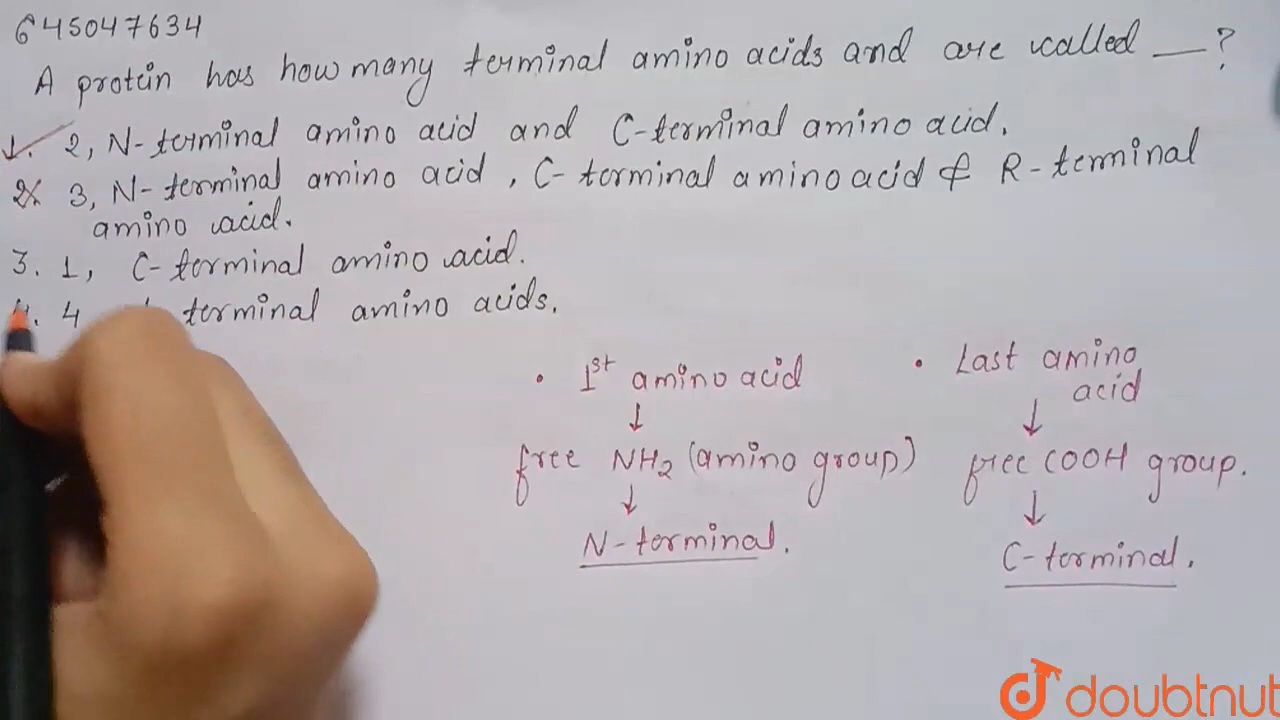 645047634
A protein has how many terminal amino acids and are called __?
1. 2, N-terminal amino acid and C-terminal amino acid.
2. 3, N-terminal amino acid, C-terminal amino acid & R-terminal
amino acid.
3. 1, C-terminal amino acid.
4. 4 terminal amino acids.
• 1st amino acid
↓
free NH2 (amino group)
↓
N-terminal.
• Last amino
acid
↓
free COOH group.
↓
C-terminal.
doubtnut